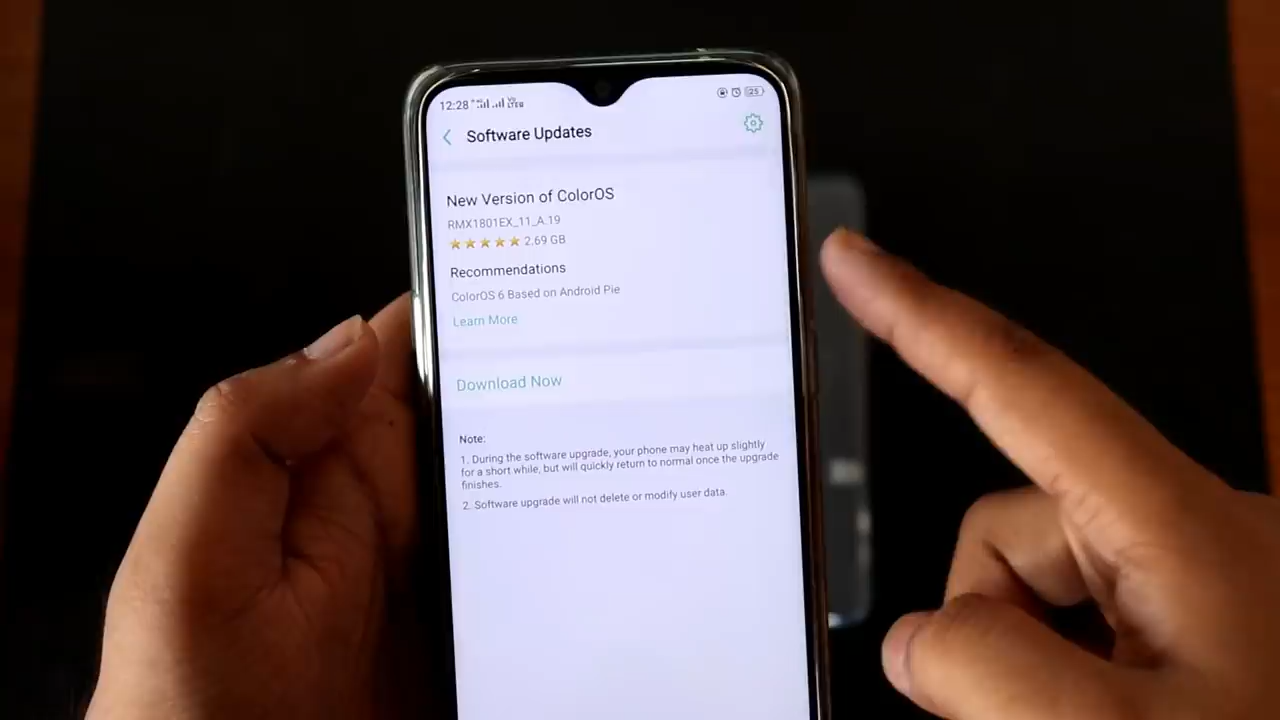 12:28
25
Software Updates
New Version of ColorOS
RMX1801EX_11_A.19
2.69 GB
Recommendations
ColorOS 6 Based on Android Pie
Learn More
Download Now
Note:
1. During the software upgrade, your phone may heat up slightly
for a short while, but will quickly return to normal once the upgrade
finishes.
2. Software upgrade will not delete or modify user data.